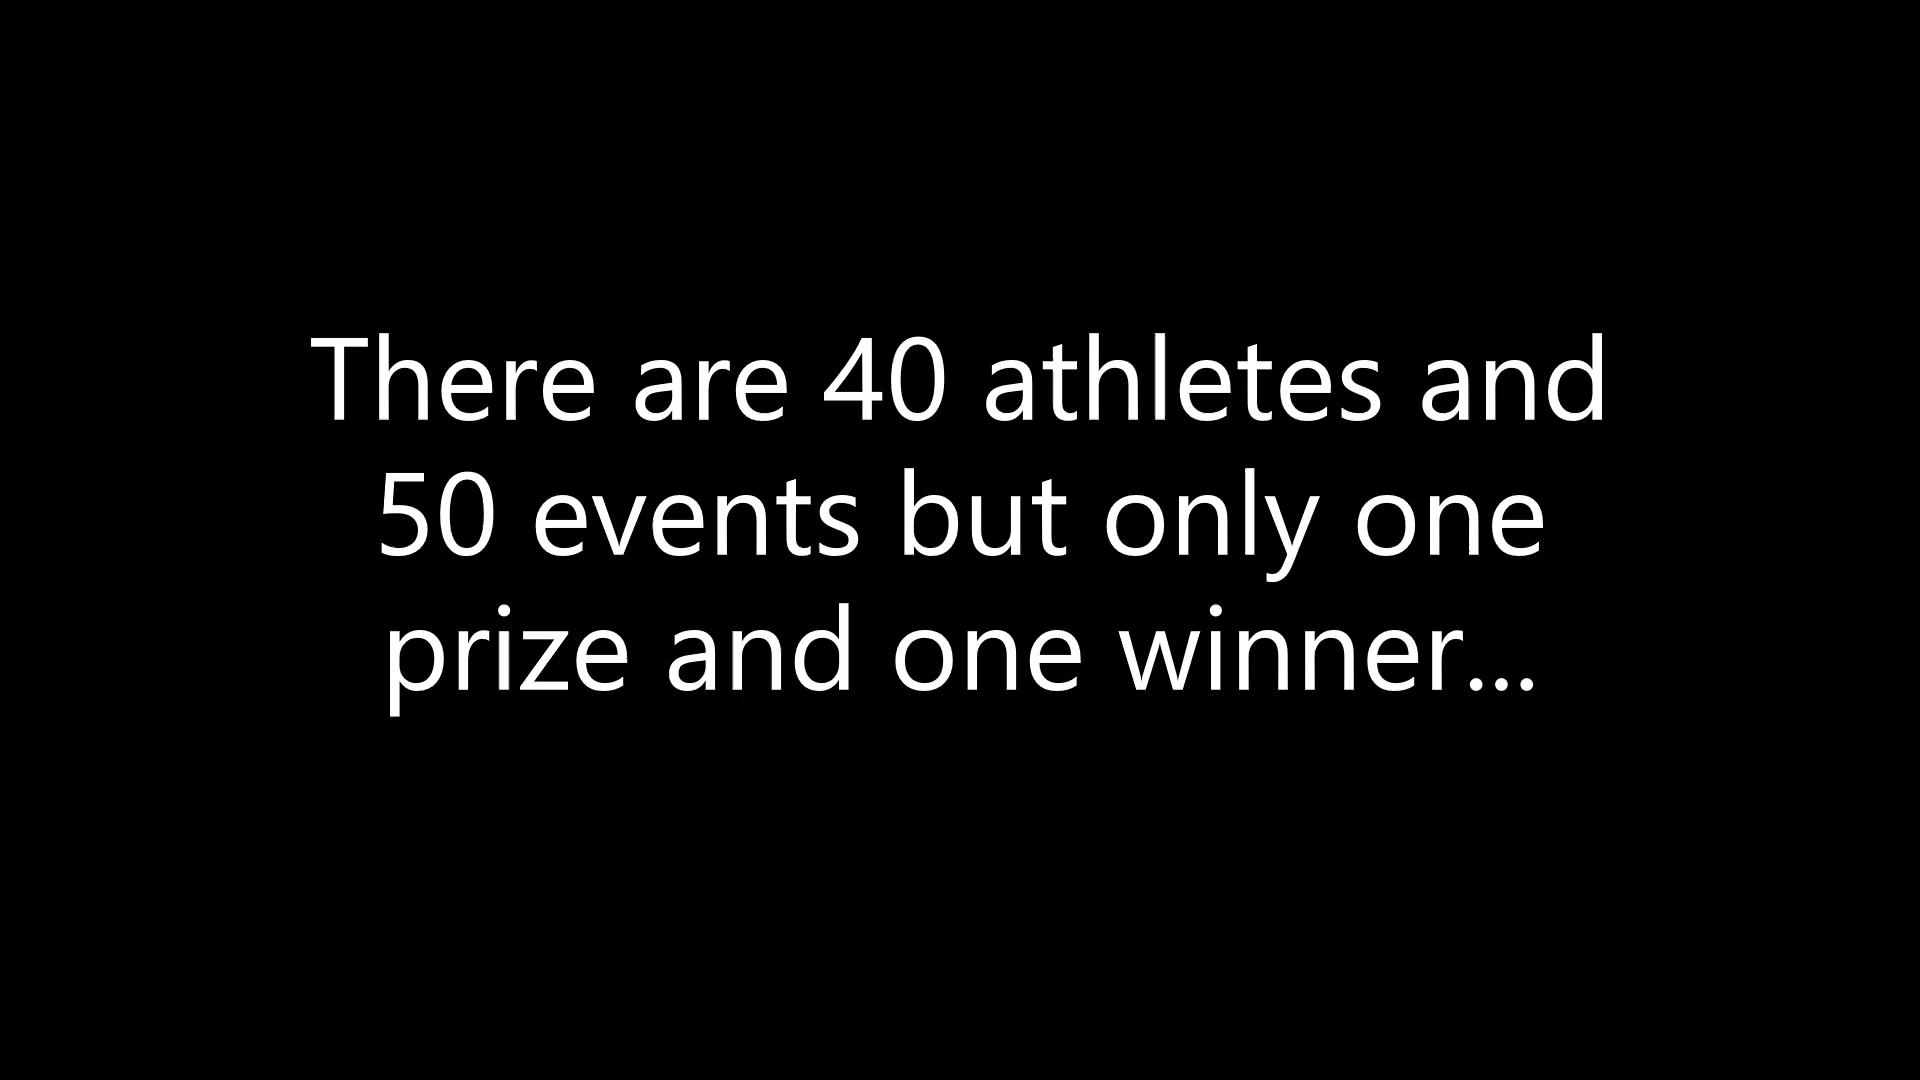 There are 40 athletes and
50 events but only one
prize and one winner...